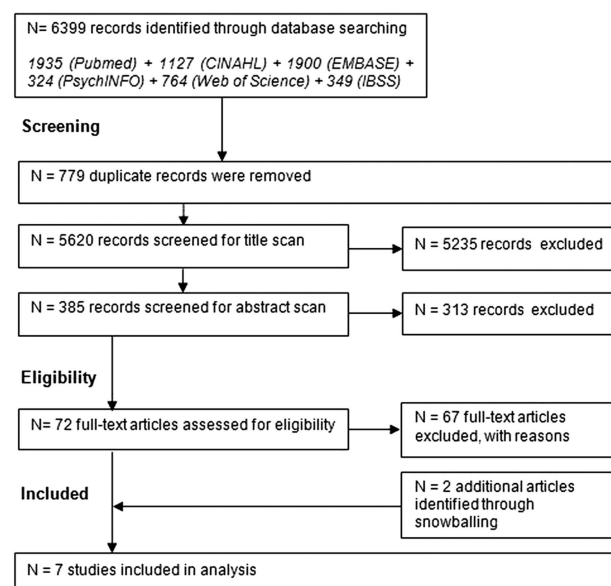 N= 6399 records identified through database searching
1935 (Pubmed) + 1127 (CINAHL) + 1900 (EMBASE) +
324 (PsychINFO) + 764 (Web of Science) + 349 (IBSS)
Screening
N = 779 duplicate records were removed
N = 5620 records screened for title scan
N = 5235 records excluded
N = 385 records screened for abstract scan
N = 313 records excluded
Eligibility
N= 72 full-text articles assessed for eligibility
N = 67 full-text articles
excluded, with reasons
Included
N = 2 additional articles
identified through
snowballing
N = 7 studies included in analysis